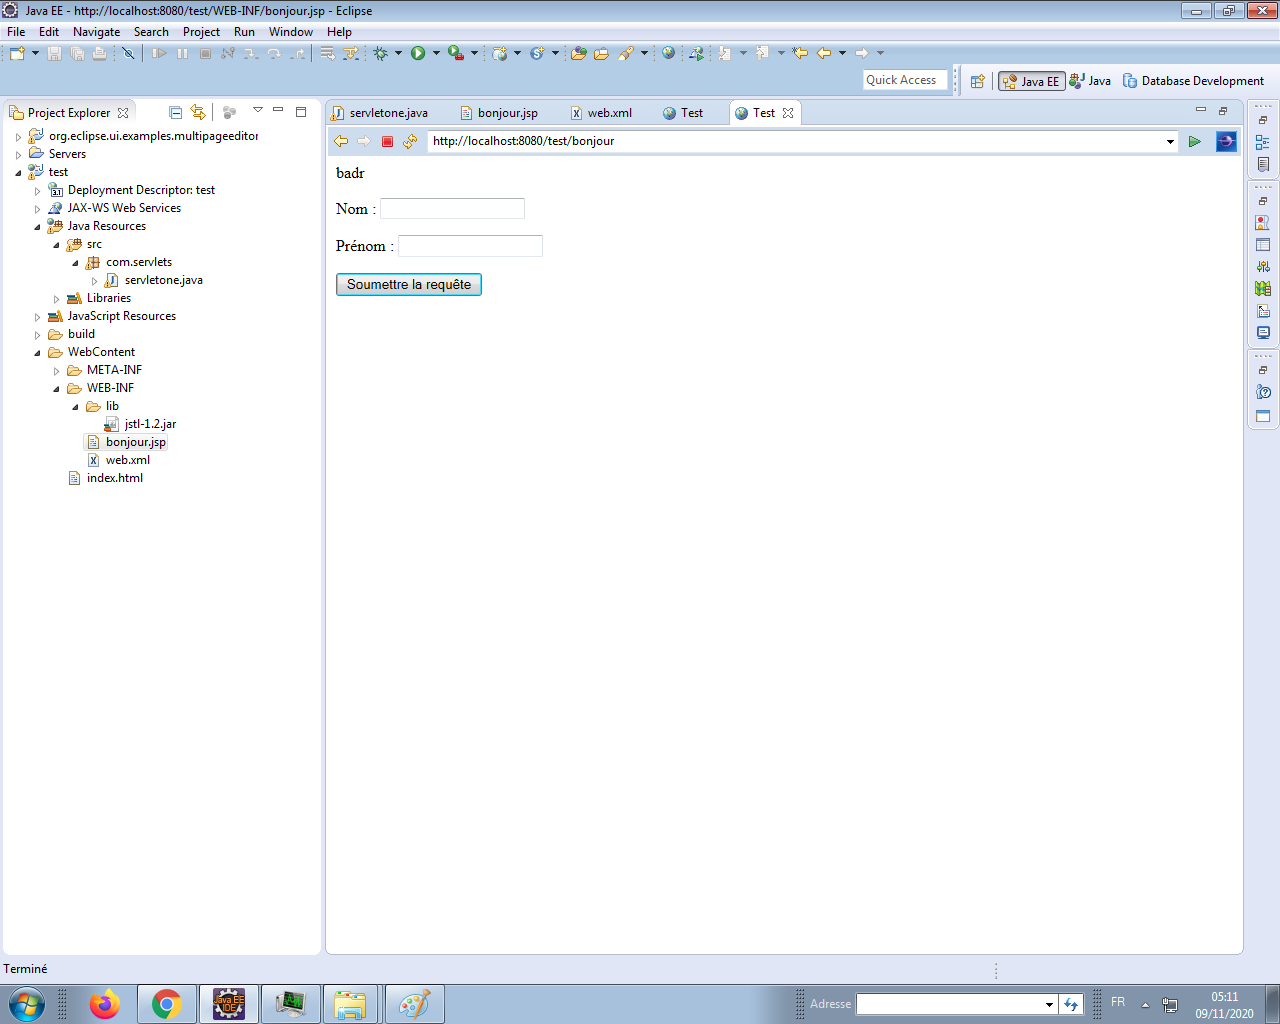 Java EE - http://localhost:8080/test/WEB-INF/bonjour.jsp - Eclipse
File Edit Navigate Search Project Run Window Help
Quick Access Java EE Java Database Development
Project Explorer
org.eclipse.ui.examples.multipageeditor
Servers
test
Deployment Descriptor: test
JAX-WS Web Services
Java Resources
src
com.servlets
servletone.java
Libraries
JavaScript Resources
build
WebContent
META-INF
WEB-INF
lib
jstl-1.2.jar
bonjour.jsp
web.xml
index.html
servletone.java bonjour.jsp web.xml Test Test
http://localhost:8080/test/bonjour
badr
Nom :
Prénom :
Soumettre la requête
Terminé
Java EE
IDE
Adresse
FR
05:11
09/11/2020